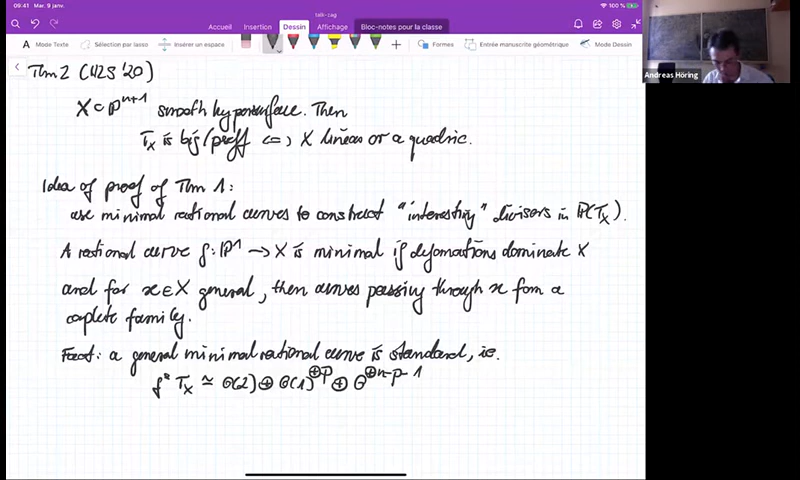 09:41 Mar. 9 janv.
100 %
talk-zag
Accueil Insertion Dessin Affichage Bloc-notes pour la classe
A Mode Texte Sélection par lasso Insérer un espace Formes Entrée manuscrite géométrique Mode Dessin
Andreas Höring
Thm 2 (HLS '20)
X ⊂ ℙ^{n+1} smooth hypersurface. Then
T_X is big/pseff ⇔ X linear or a quadric.
Idea of proof of Thm 1:
use minimal rational curves to construct "interesting" divisors in ℙ(T_X).
A rational curve f: ℙ^1 → X is minimal if deformations dominate X
and for x ∈ X general, then curves passing through x form a
complete family.
Fact: a general minimal rational curve is standard, ie.
f^* T_X ≅ O(2) ⊕ O(1)^{⊕p} ⊕ O^{⊕n-p-1}